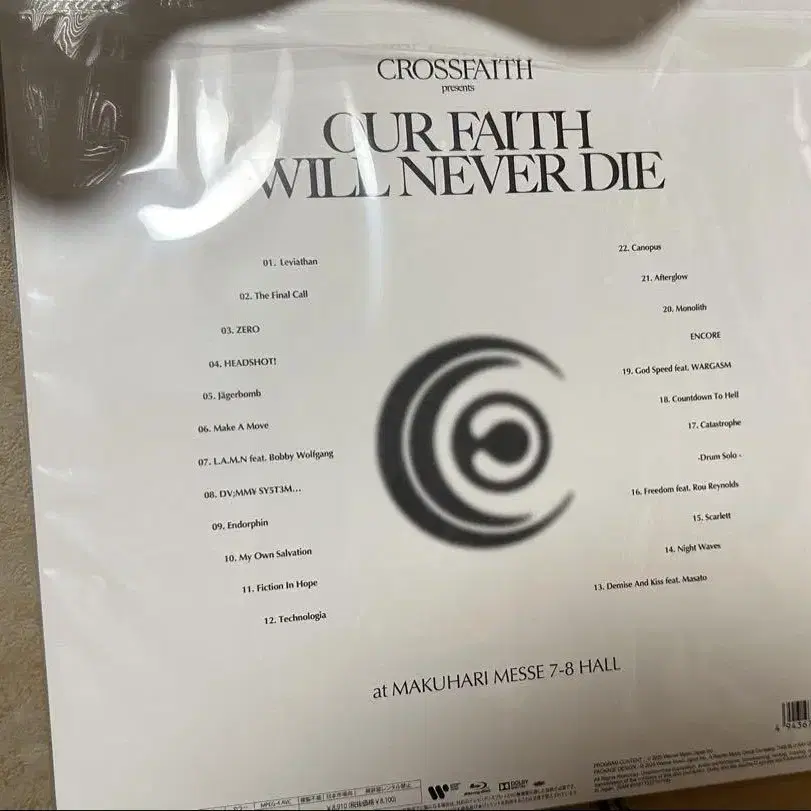 CROSSFAITH
presents
OUR FAITH
WILL NEVER DIE
01. Leviathan
02. The Final Call
03. ZERO
04. HEADSHOT!
05. Jägerbomb
06. Make A Move
07. L.A.M.N feat. Bobby Wolfgang
08. DV;MM¥ SY5T3M...
09. Endorphin
10. My Own Salvation
11. Fiction In Hope
12. Technologia
22. Canopus
21. Afterglow
20. Monolith
ENCORE
19. God Speed feat. WARGASM
18. Countdown To Hell
17. Catastrophe
-Drum Solo -
16. Freedom feat. Rou Reynolds
15. Scarlett
14. Night Waves
13. Demise And Kiss feat. Masato
at MAKUHARI MESSE 7-8 HALL